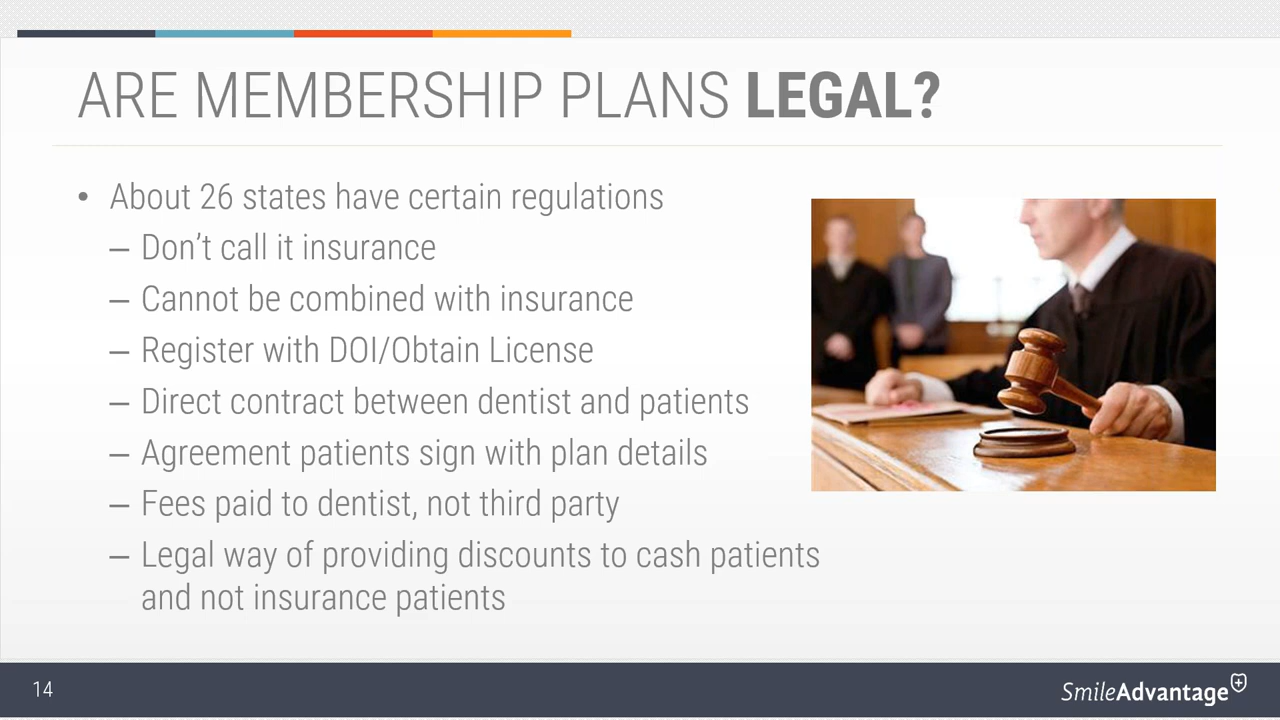 ARE MEMBERSHIP PLANS LEGAL?
• About 26 states have certain regulations
– Don’t call it insurance
– Cannot be combined with insurance
– Register with DOI/Obtain License
– Direct contract between dentist and patients
– Agreement patients sign with plan details
– Fees paid to dentist, not third party
– Legal way of providing discounts to cash patients
and not insurance patients
14
SmileAdvantage